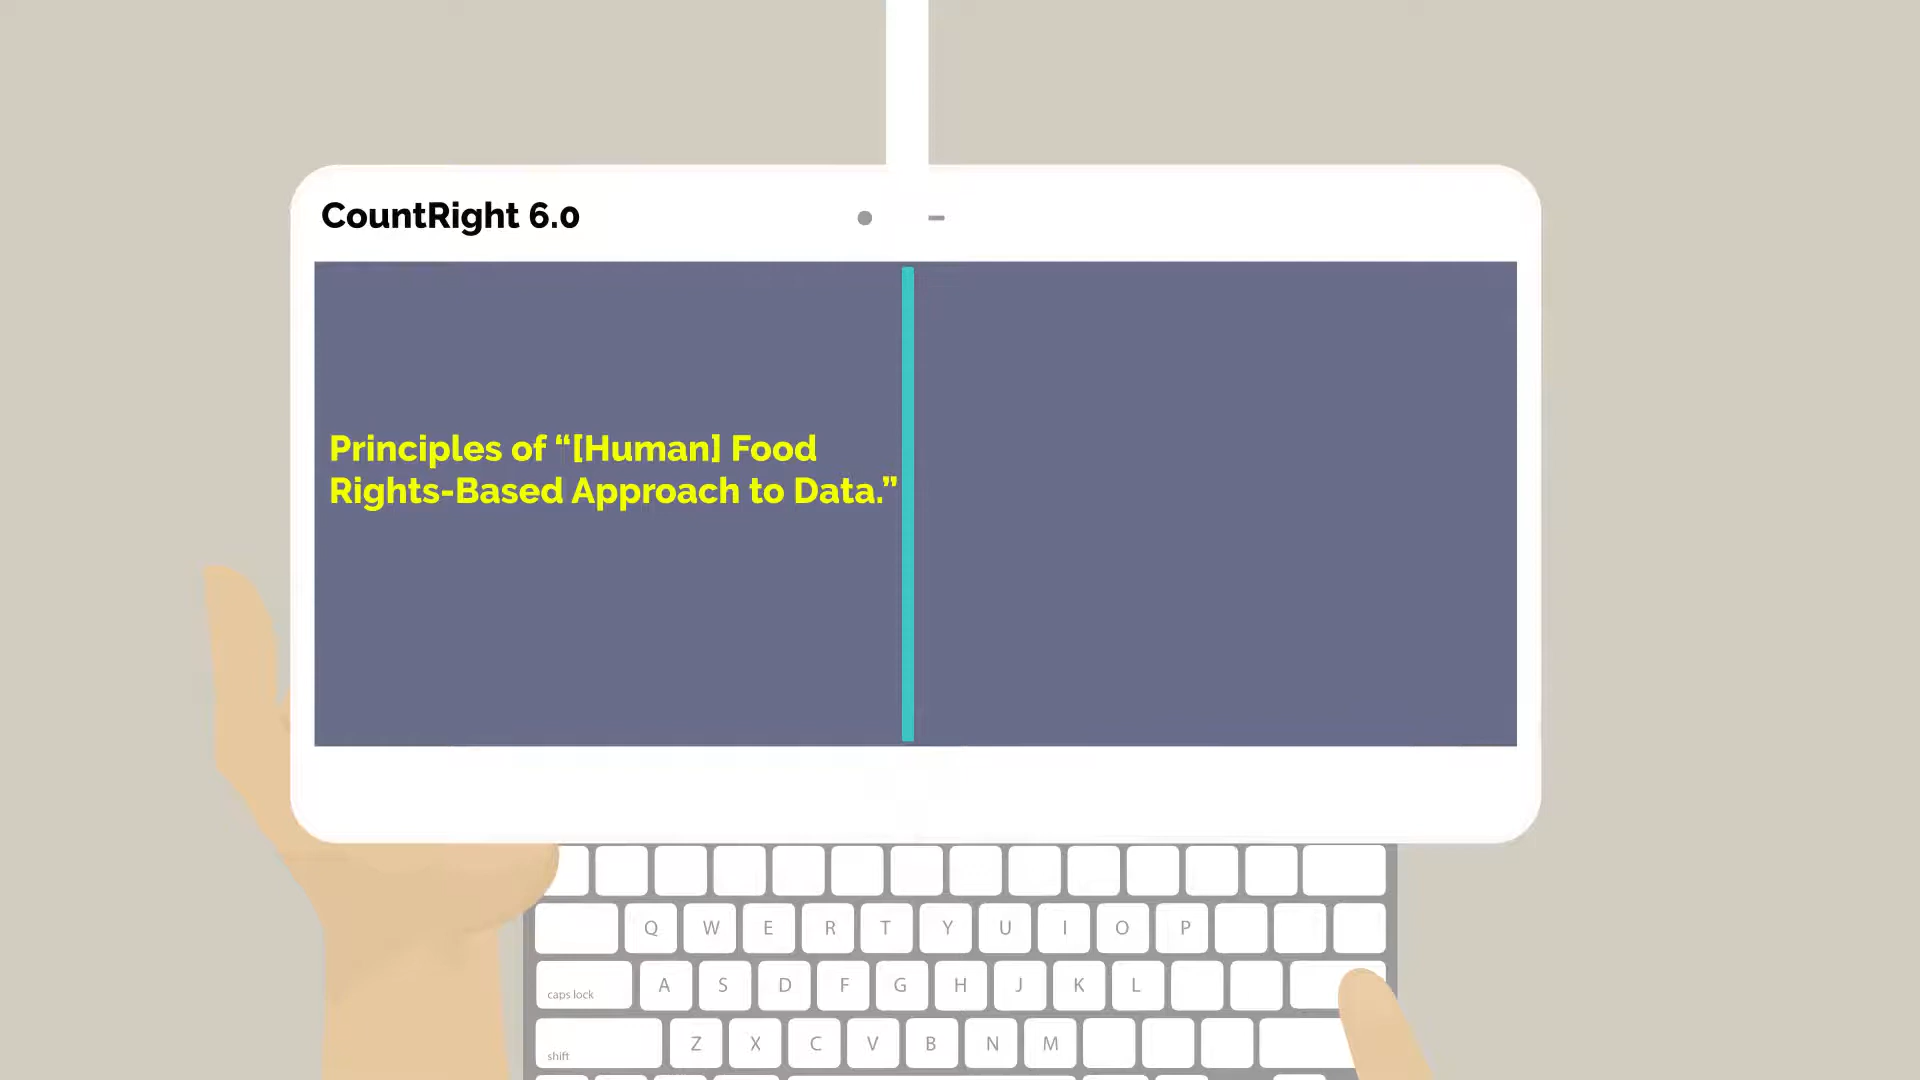 CountRight 6.0
Principles of “[Human] Food
Rights-Based Approach to Data.”
Q W E R T Y U I O P
caps lock A S D F G H J K L
shift Z X C V B N M